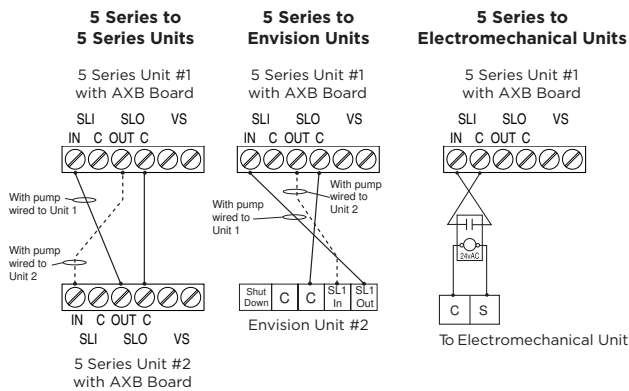 5 Series to
5 Series Units
5 Series Unit #1
with AXB Board
SLI SLO VS
IN C OUT C
With pump
wired to Unit 1
With pump
wired to
Unit 2
IN C OUT C
SLI SLO VS
5 Series Unit #2
with AXB Board
5 Series to
Envision Units
5 Series Unit #1
with AXB Board
SLI SLO VS
IN C OUT C
With pump
wired to
Unit 2
With pump
wired to
Unit 1
Shut
Down
C
C
SL1
In
SL1
Out
Envision Unit #2
5 Series to
Electromechanical Units
5 Series Unit #1
with AXB Board
SLI SLO VS
IN C OUT C
24vAC
C S
To Electromechanical Unit